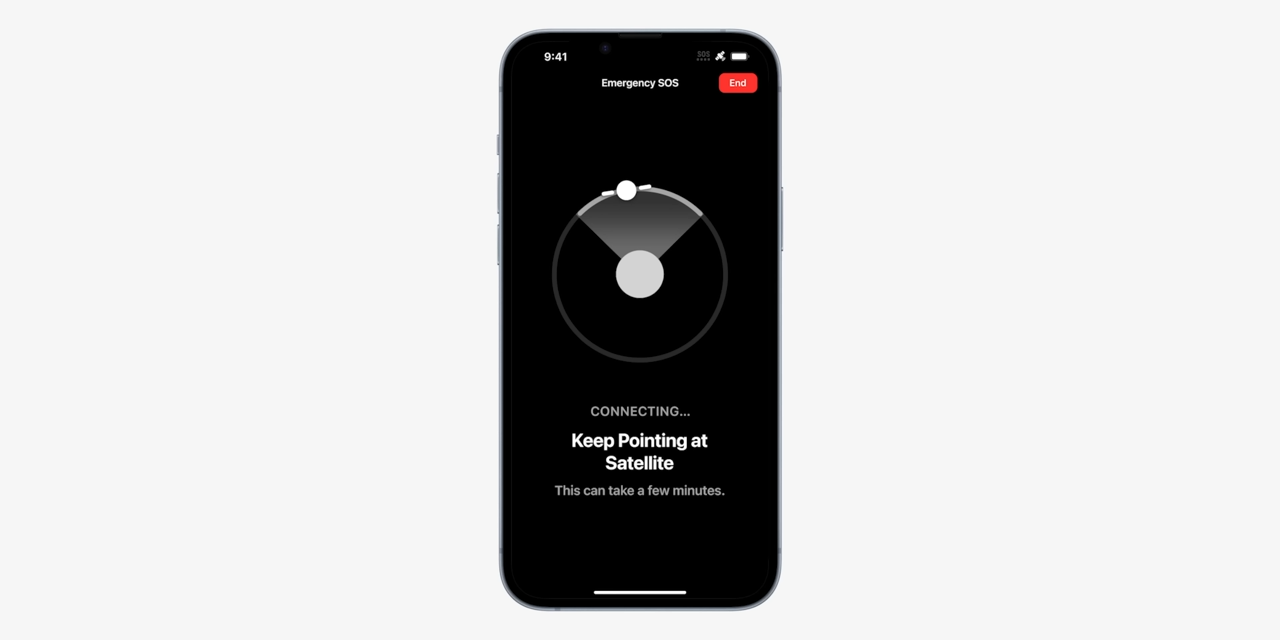 9:41
SOS
Emergency SOS
End
CONNECTING...
Keep Pointing at
Satellite
This can take a few minutes.